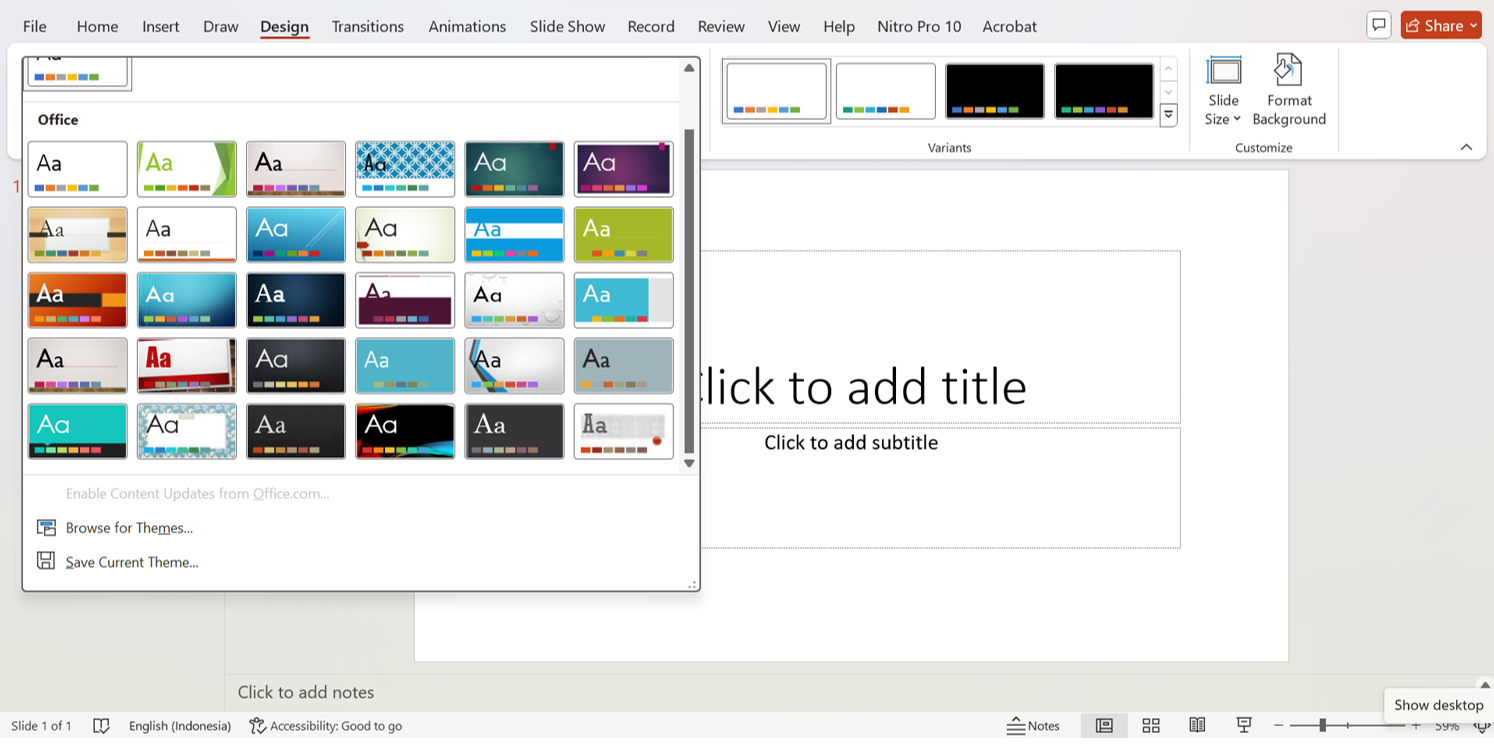 File Home Insert Draw Design Transitions Animations Slide Show Record Review View Help Nitro Pro 10 Acrobat Share
Office
Aa Aa Aa Aa Aa Aa
Aa Aa Aa Aa Aa Aa
Aa Aa Aa Aa Aa Aa
Aa Aa Aa Aa Aa Aa
Aa Aa Aa Aa Aa Aa
Enable Content Updates from Office.com...
Browse for Themes...
Save Current Theme...
Variants
Slide
Size
Format
Background
Customize
1
Click to add title
Click to add subtitle
Click to add notes
Show desktop
Slide 1 of 1 English (Indonesia) Accessibility: Good to go Notes 59%